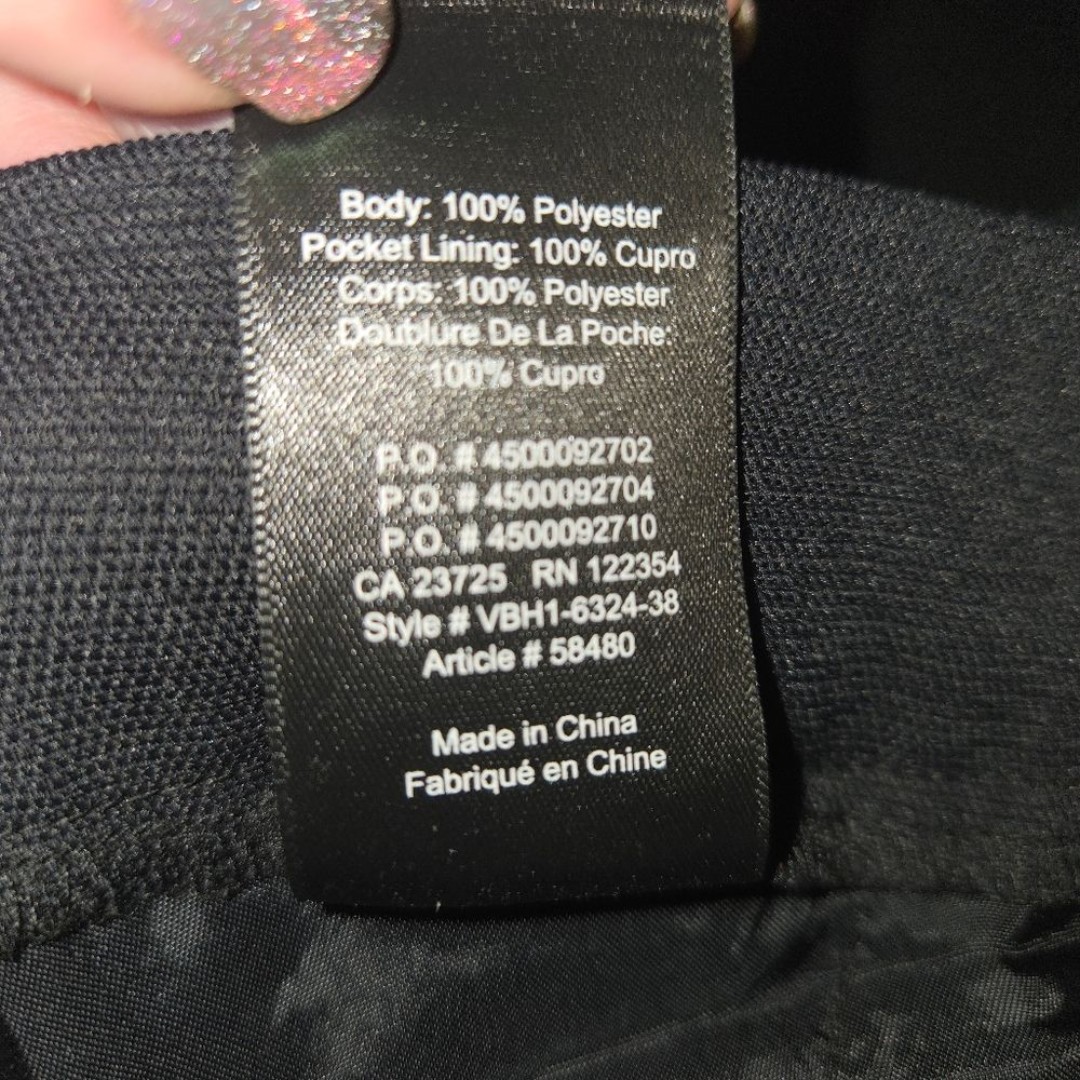 Body: 100% Polyester
Pocket Lining: 100% Cupro
Corps: 100% Polyester
Doublure De La Poche:
100% Cupro
P.O. # 4500092702
P.O. # 4500092704
P.O. # 4500092710
CA 23725 RN 122354
Style # VBH1-6324-38
Article # 58480
Made in China
Fabriqué en Chine